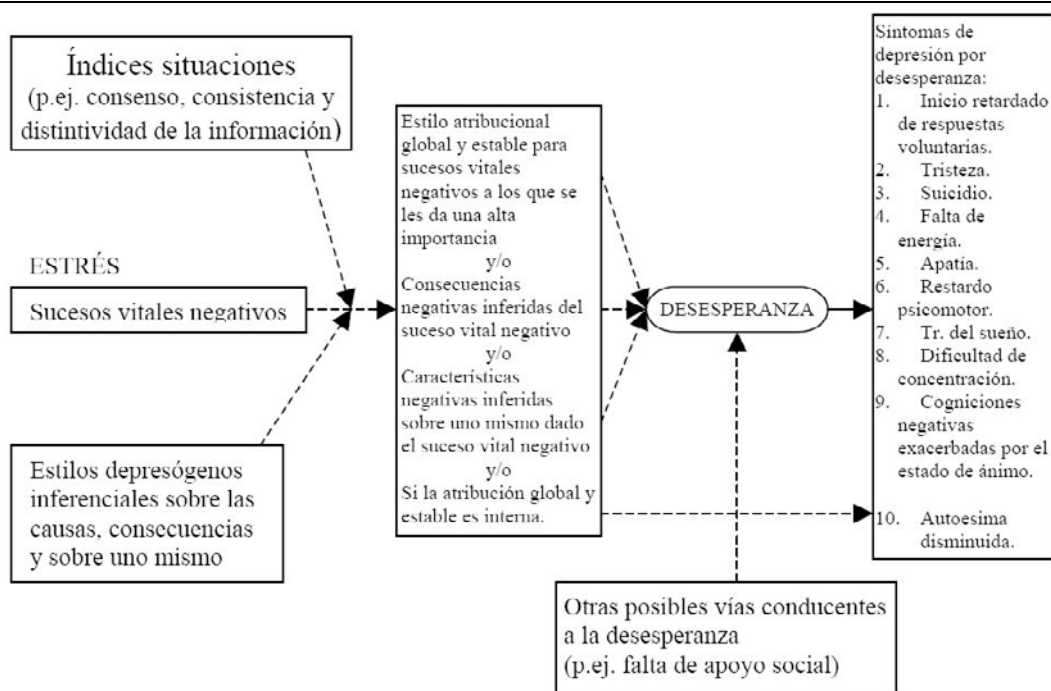 Índices situaciones
(p.ej. consenso, consistencia y
distintividad de la información)
ESTRÉS
Sucesos vitales negativos
Estilos depresógenos
inferenciales sobre las
causas, consecuencias
y sobre uno mismo
Estilo atribucional
global y estable para
sucesos vitales
negativos a los que se
les da una alta
importancia
y/o
Consecuencias
negativas inferidas del
suceso vital negativo
y/o
Características
negativas inferidas
sobre uno mismo dado
el suceso vital negativo
y/o
Si la atribución global y
estable es interna.
DESESPERANZA
Otras posibles vías conducentes
a la desesperanza
(p.ej. falta de apoyo social)
Síntomas de
depresión por
desesperanza:
1. Inicio retardado
de respuestas
voluntarias.
2. Tristeza.
3. Suicidio.
4. Falta de
energía.
5. Apatía.
6. Restardo
psicomotor.
7. Tr. del sueño.
8. Dificultad de
concentración.
9. Cogniciones
negativas
exacerbadas por el
estado de ánimo.
10. Autoesima
disminuida.